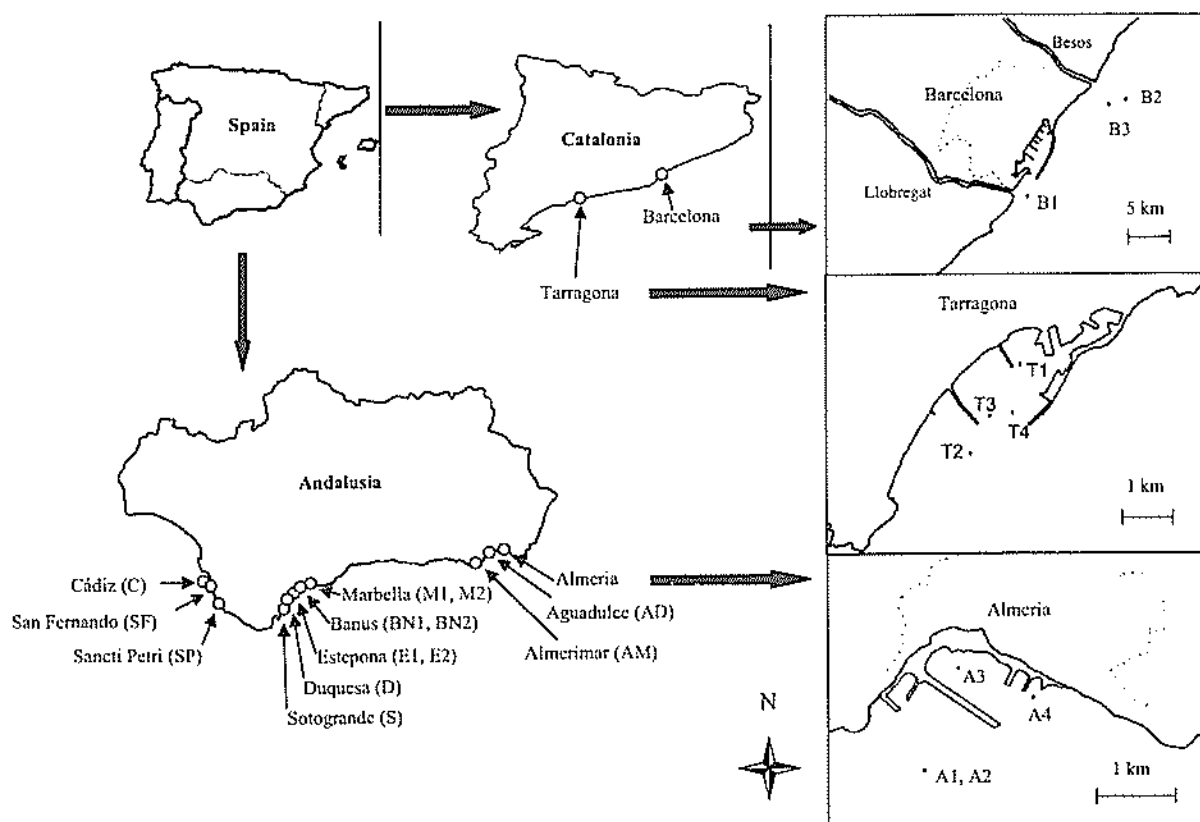 Spain
Catalonia
Barcelona
Tarragona
Besos
Barcelona
B2
B3
Llobregat
B1
5 km
Tarragona
T1
T3
T4
T2
1 km
Andalusia
Cádiz (C)
San Fernando (SF)
Sancti Petri (SP)
Marbella (M1, M2)
Banus (BN1, BN2)
Estepona (E1, E2)
Duquesa (D)
Sotogrande (S)
Almeria
Aguadulce (AD)
Almerimar (AM)
N
Almeria
A3
A4
A1, A2
1 km